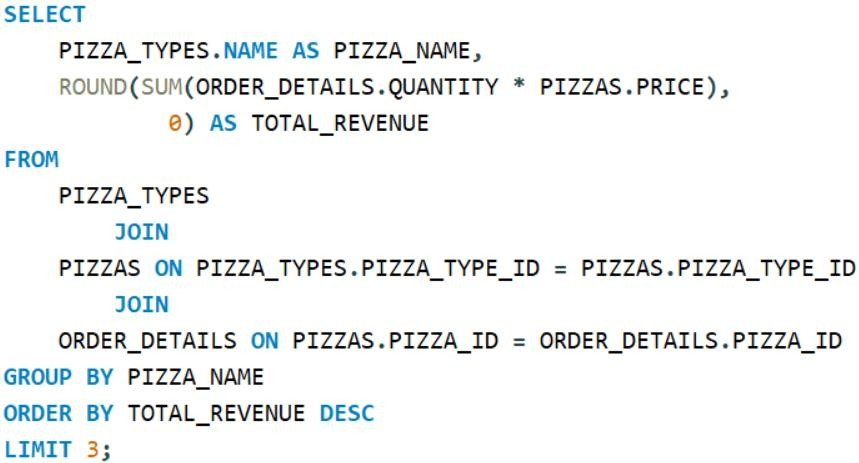 SELECT
PIZZA_TYPES.NAME AS PIZZA_NAME,
ROUND(SUM(ORDER_DETAILS.QUANTITY * PIZZAS.PRICE),
0) AS TOTAL_REVENUE
FROM
PIZZA_TYPES
JOIN
PIZZAS ON PIZZA_TYPES.PIZZA_TYPE_ID = PIZZAS.PIZZA_TYPE_ID
JOIN
ORDER_DETAILS ON PIZZAS.PIZZA_ID = ORDER_DETAILS.PIZZA_ID
GROUP BY PIZZA_NAME
ORDER BY TOTAL_REVENUE DESC
LIMIT 3;